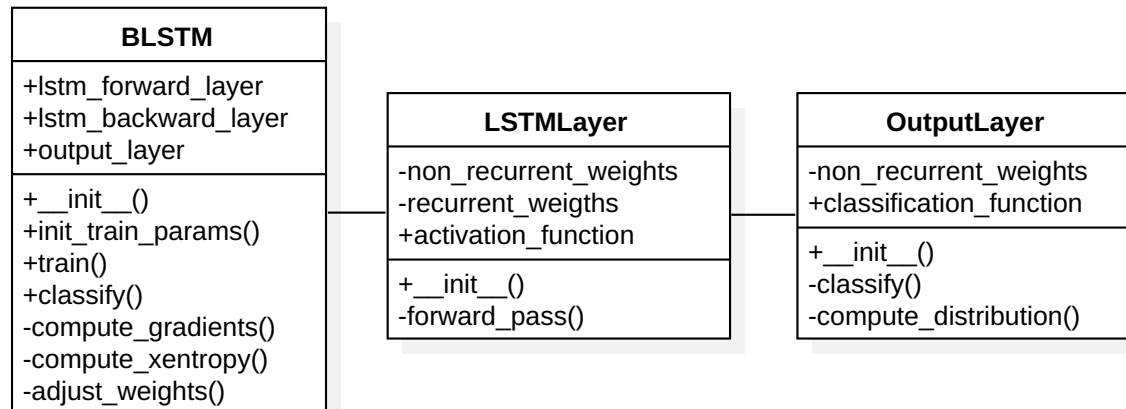 BLSTM
+lstm_forward_layer
+lstm_backward_layer
+output_layer
+__init__()
+init_train_params()
+train()
+classify()
-compute_gradients()
-compute_xentropy()
-adjust_weights()
LSTMLayer
-non_recurrent_weights
-recurrent_weigths
+activation_function
+__init__()
-forward_pass()
OutputLayer
-non_recurrent_weights
+classification_function
+__init__()
-classify()
-compute_distribution()